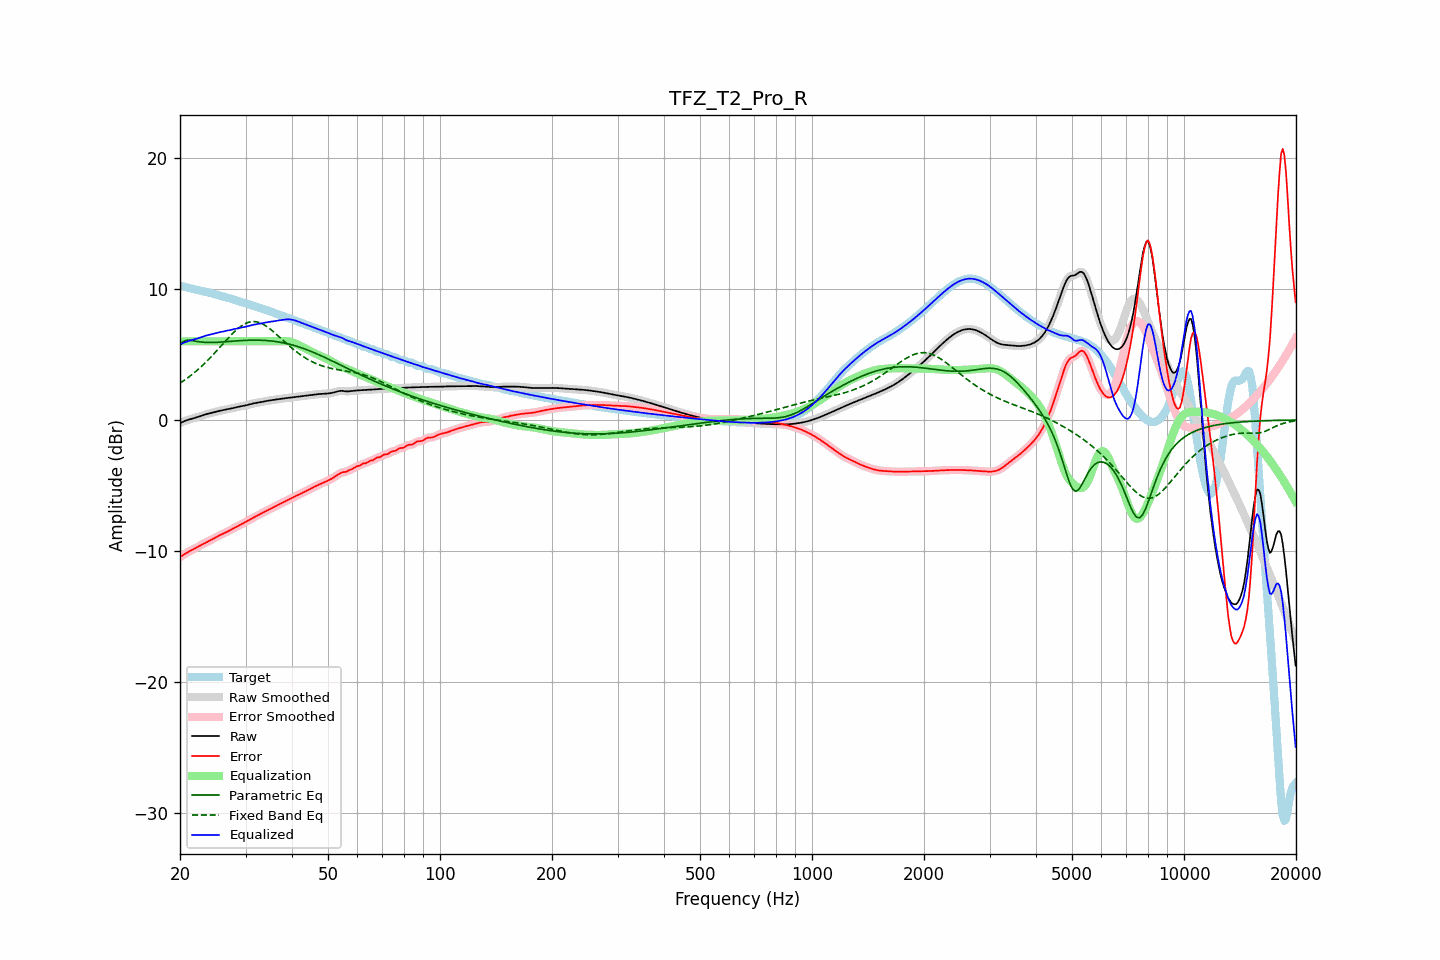 TFZ_T2_Pro_R
Amplitude (dBr)
20
10
0
−10
−20
−30
Target
Raw Smoothed
Error Smoothed
Raw
Error
Equalization
Parametric Eq
Fixed Band Eq
Equalized
20 50 100 200 500 1000 2000 5000 10000 20000
Frequency (Hz)